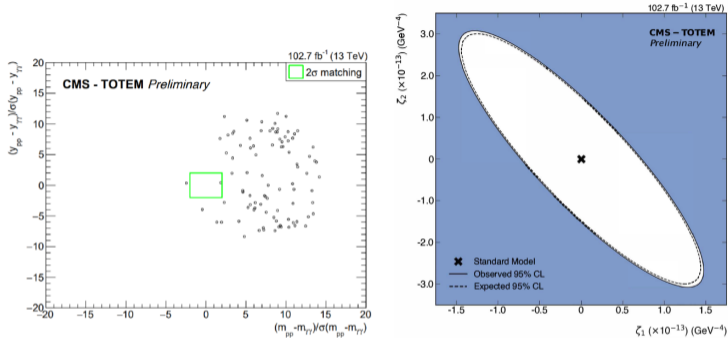 102.7 fb⁻¹ (13 TeV)
CMS - TOTEM Preliminary
2σ matching
(y_pp - y_γγ)/σ(y_pp - y_γγ)
20
15
10
5
0
−5
−10
−15
−20
−20 −15 −10 −5 0 5 10 15 20
(m_pp-m_γγ)/σ(m_pp-m_γγ)
102.7 fb⁻¹ (13 TeV)
CMS − TOTEM
Preliminary
ζ₂ (×10⁻¹³) (GeV⁻⁴)
3.0
2.0
1.0
0
-1.0
-2.0
-3.0
Standard Model
Observed 95% CL
Expected 95% CL
-1.5 -1.0 -0.5 0 0.5 1.0 1.5
ζ₁ (×10⁻¹³) (GeV⁻⁴)